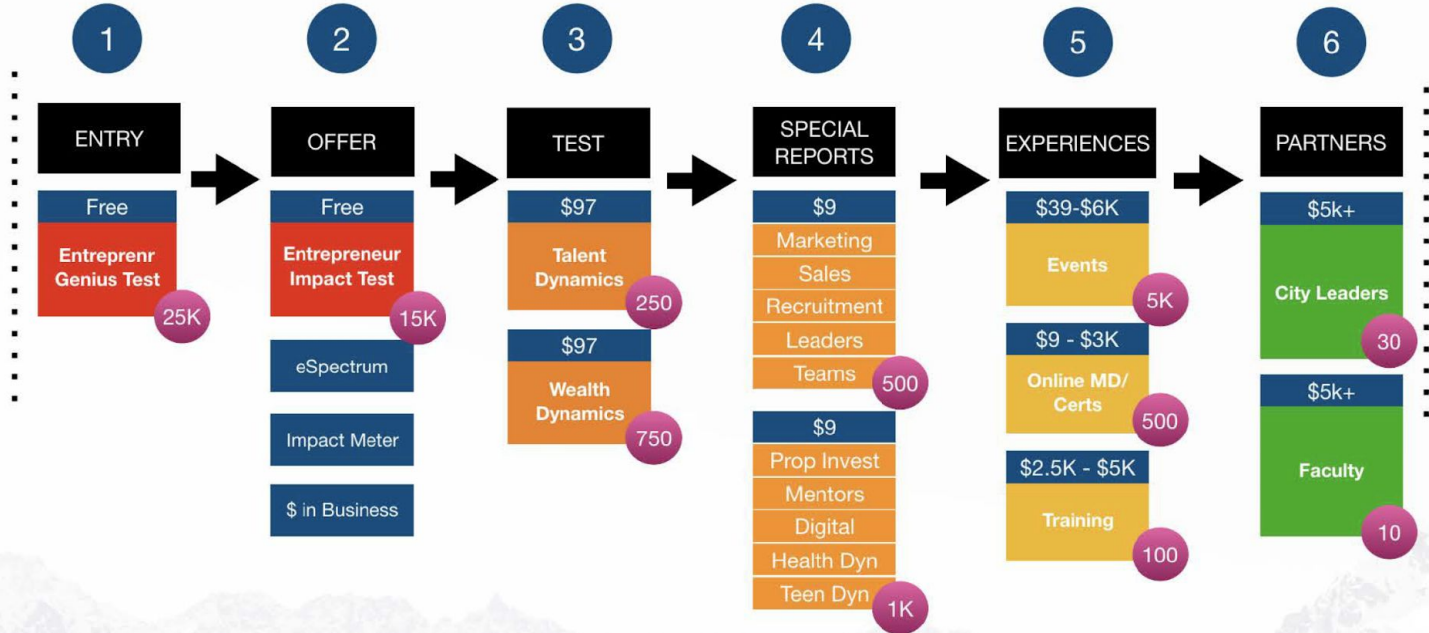 1
2
3
4
5
6
ENTRY
OFFER
TEST
SPECIAL
REPORTS
EXPERIENCES
PARTNERS
Free
Entreprenr
Genius Test
25K
Free
Entrepreneur
Impact Test
15K
eSpectrum
Impact Meter
$ in Business
$97
Talent
Dynamics
250
$97
Wealth
Dynamics
750
$9
Marketing
Sales
Recruitment
Leaders
Teams
500
$9
Prop Invest
Mentors
Digital
Health Dyn
Teen Dyn
1K
$39-$6K
Events
5K
$9 - $3K
Online MD/
Certs
500
$2.5K - $5K
Training
100
$5k+
City Leaders
30
$5k+
Faculty
10